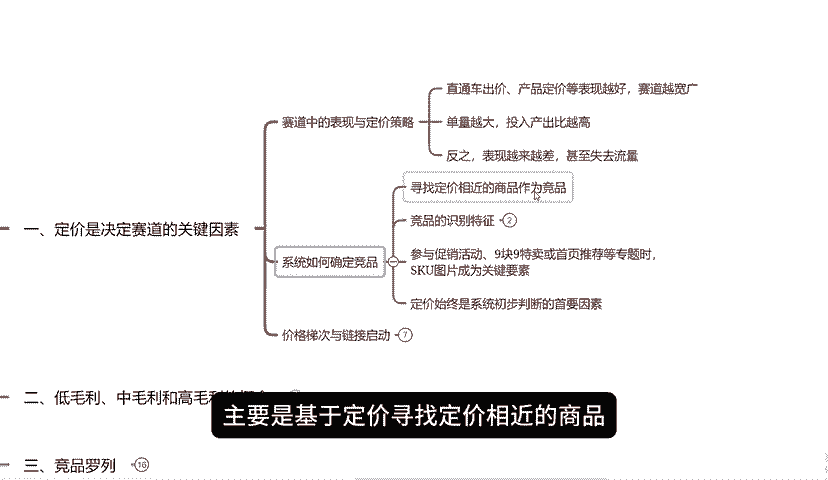 直通车出价、产品定价等表现越好，赛道越宽广
赛道中的表现与定价策略
单量越大，投入产出比越高
反之，表现越来越差，甚至失去流量
寻找定价相近的商品作为竞品
一、定价是决定赛道的关键因素
竞品的识别特征 2
系统如何确定竞品
参与促销活动、9块9特卖或首页推荐等专题时，
SKU图片成为关键要素
定价始终是系统初步判断的首要因素
价格梯次与链接启动 7
二、低毛利、中毛利和高毛利
主要是基于定价寻找定价相近的商品
三、竞品罗列 16